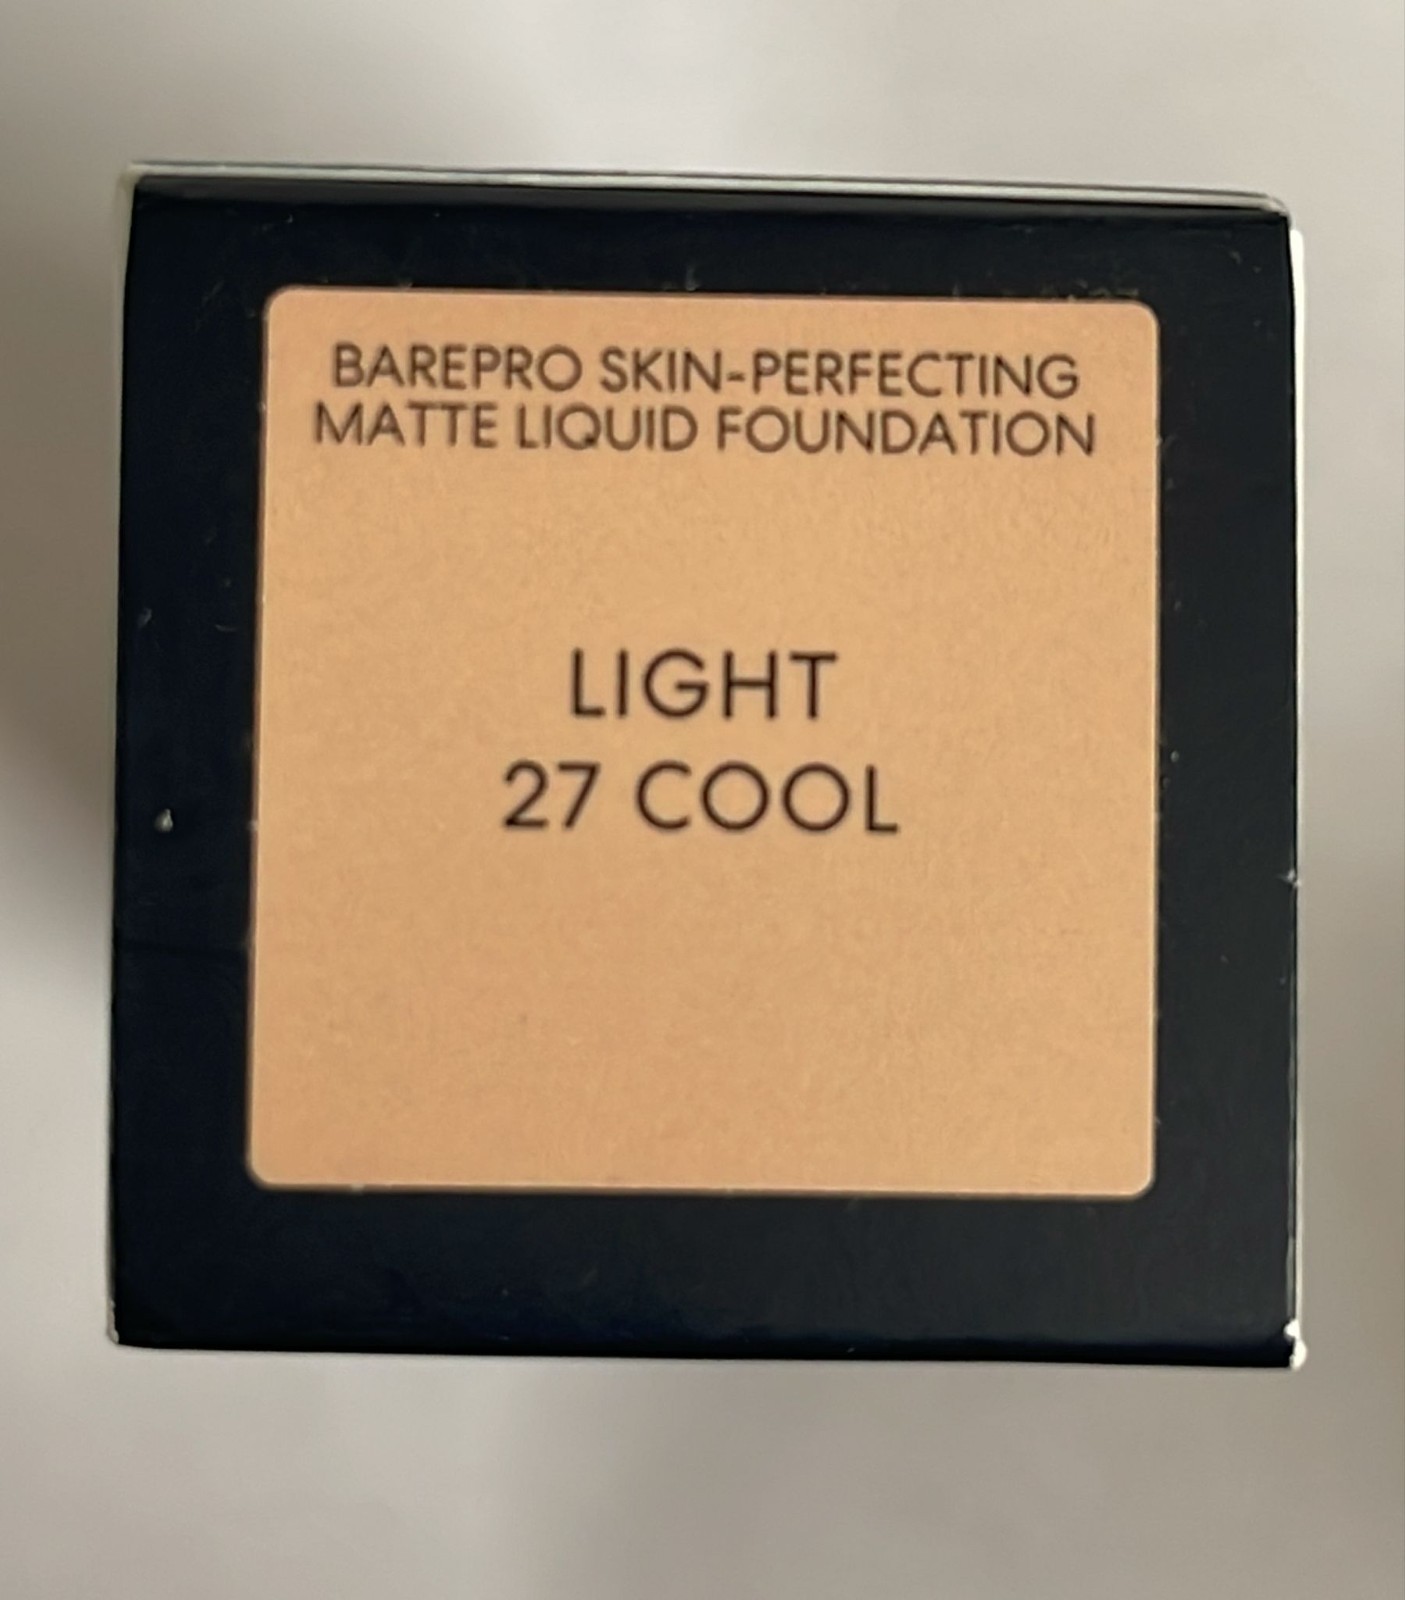 BAREPRO SKIN-PERFECTING
MATTE LIQUID FOUNDATION
LIGHT
27 COOL